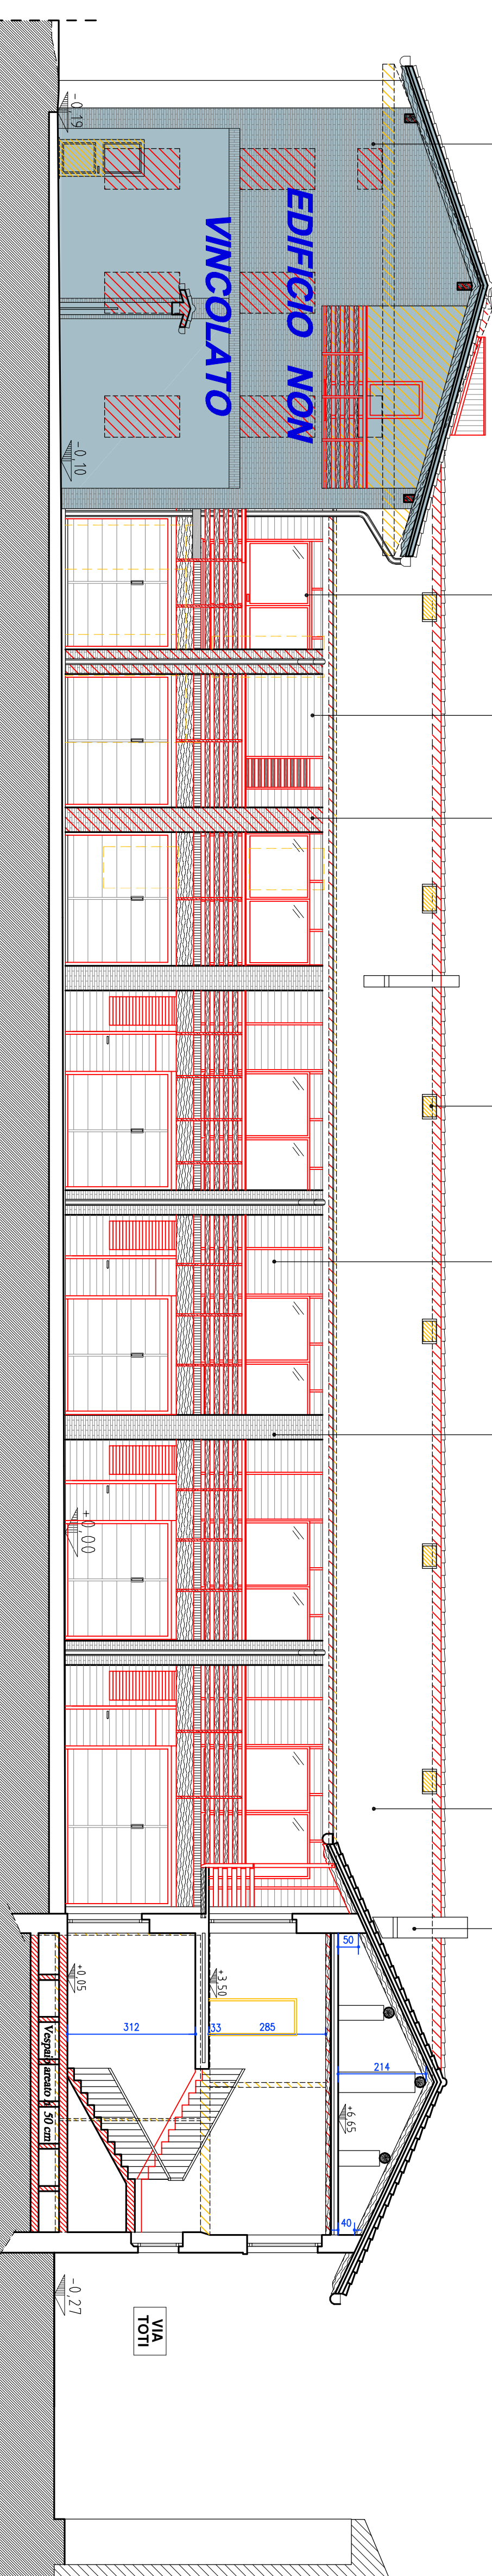 -0,19
EDIFICIO NON
VINCOLATO
-0,10
+0,00
50
+0.05
+3.50
312
33
285
214
+6.65
Vespaio areato h 50 cm
40
-0,27
VIA
TOTI